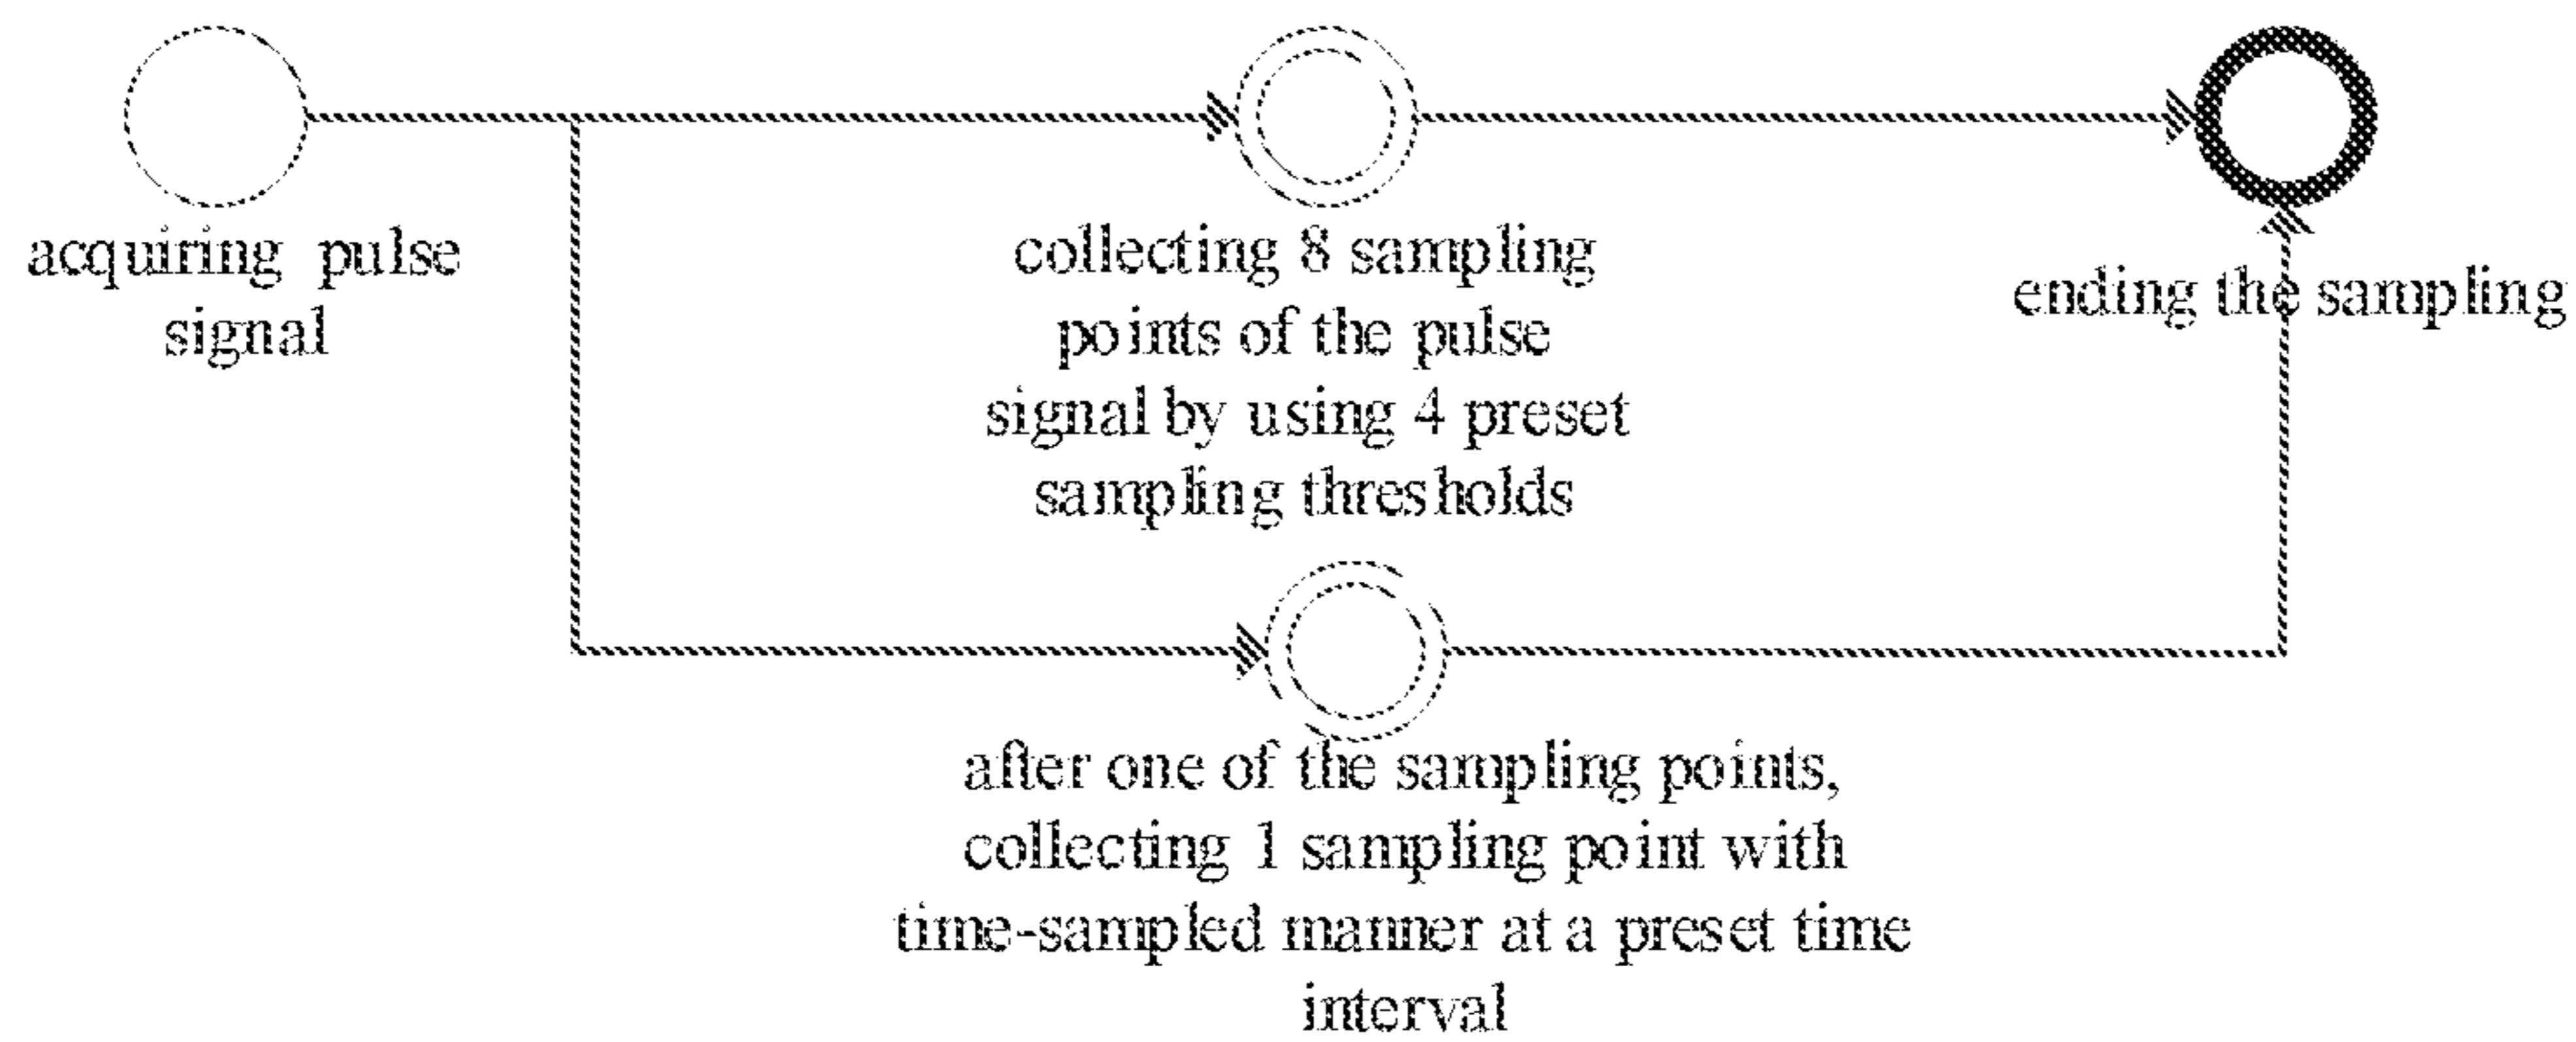 acquiring pulse
signal
collecting 8 sampling
points of the pulse
signal by using 4 preset
sampling thresholds
ending the sampling
after one of the sampling points,
collecting 1 sampling point with
time-sampled manner at a preset time
interval